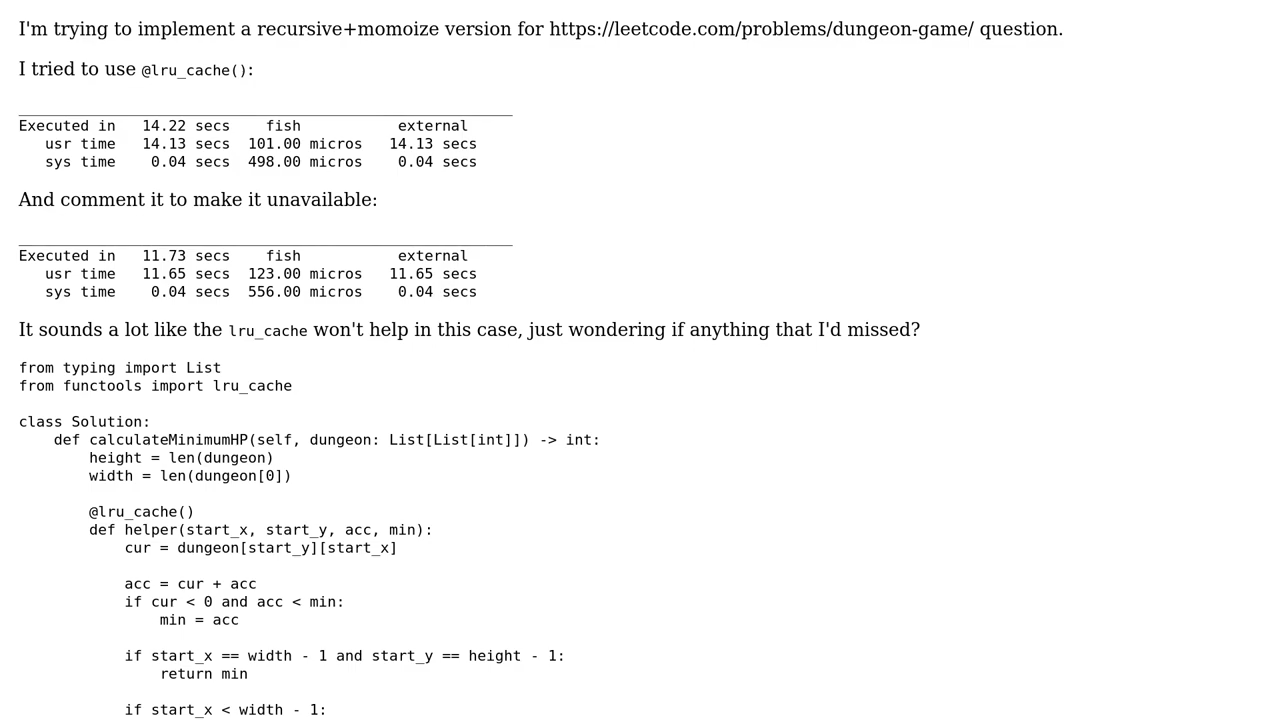 I'm trying to implement a recursive+momoize version for https://leetcode.com/problems/dungeon-game/ question.
I tried to use @lru_cache():
________________________________________________________
Executed in   14.22 secs    fish           external
   usr time   14.13 secs  101.00 micros   14.13 secs
   sys time    0.04 secs  498.00 micros    0.04 secs
And comment it to make it unavailable:
________________________________________________________
Executed in   11.73 secs    fish           external
   usr time   11.65 secs  123.00 micros   11.65 secs
   sys time    0.04 secs  556.00 micros    0.04 secs
It sounds a lot like the lru_cache won't help in this case, just wondering if anything that I'd missed?
from typing import List
from functools import lru_cache
class Solution:
    def calculateMinimumHP(self, dungeon: List[List[int]]) -> int:
        height = len(dungeon)
        width = len(dungeon[0])
        @lru_cache()
        def helper(start_x, start_y, acc, min):
            cur = dungeon[start_y][start_x]
            acc = cur + acc
            if cur < 0 and acc < min:
                min = acc
            if start_x == width - 1 and start_y == height - 1:
                return min
            if start_x < width - 1: